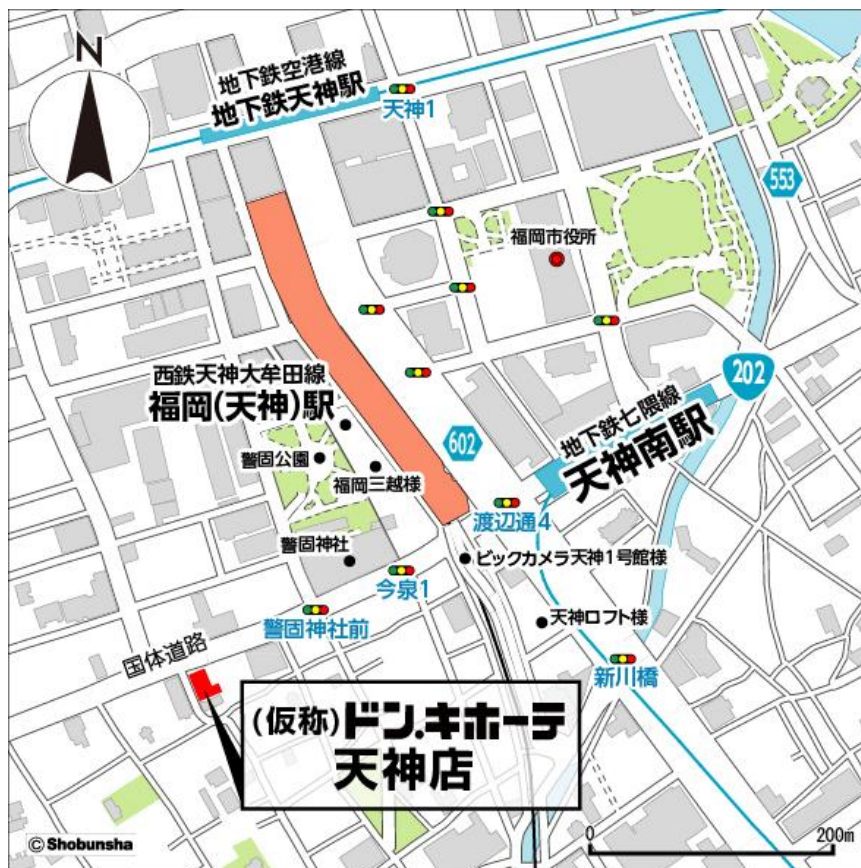 N
地下鉄空港線
地下鉄天神駅
天神1
553
福岡市役所
西鉄天神大牟田線
福岡(天神)駅
202
地下鉄七隈線
天神南駅
602
警固公園
福岡三越様
渡辺通4
警固神社
ビックカメラ天神1号館様
今泉1
警固神社前
天神ロフト様
国体道路
新川橋
(仮称)ドン.キホーテ
天神店
© Shobunsha
0 200m